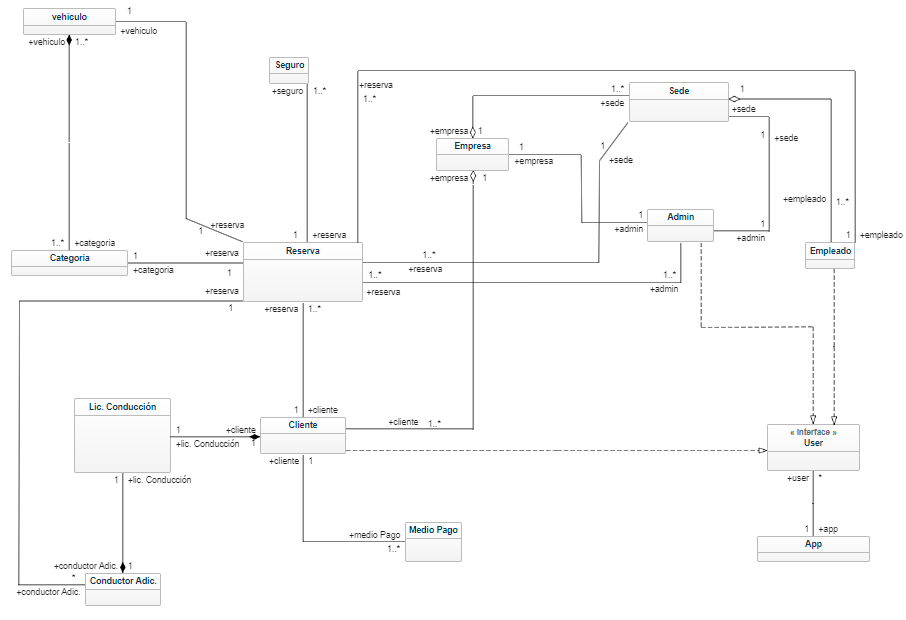 vehiculo
1
+vehiculo
+vehiculo
1..*
Seguro
+seguro
1..*
+reserva
1..*
1..*
+sede
Sede
1
+sede
+empresa
1
Empresa
1
+empresa
+empresa
1
1
+sede
1
+sede
+empleado
1..*
1
+admin
Admin
1
+admin
1
+empleado
Empleado
+reserva
1
1
+reserva
1..*
+categoria
Categoría
1
+categoria
+reserva
1
Reserva
1..*
+reserva
1..*
+reserva
1..*
+admin
+reserva
1
+reserva
1..*
1
+cliente
Cliente
+cliente
1..*
Lic. Conducción
1
+lic. Conducción
+cliente
1
+cliente
1
1
+lic. Conducción
« Interface »
User
+user
*
1
+app
App
+medio Pago
1..*
Medio Pago
+conductor Adic.
1
*
+conductor Adic.
Conductor Adic.